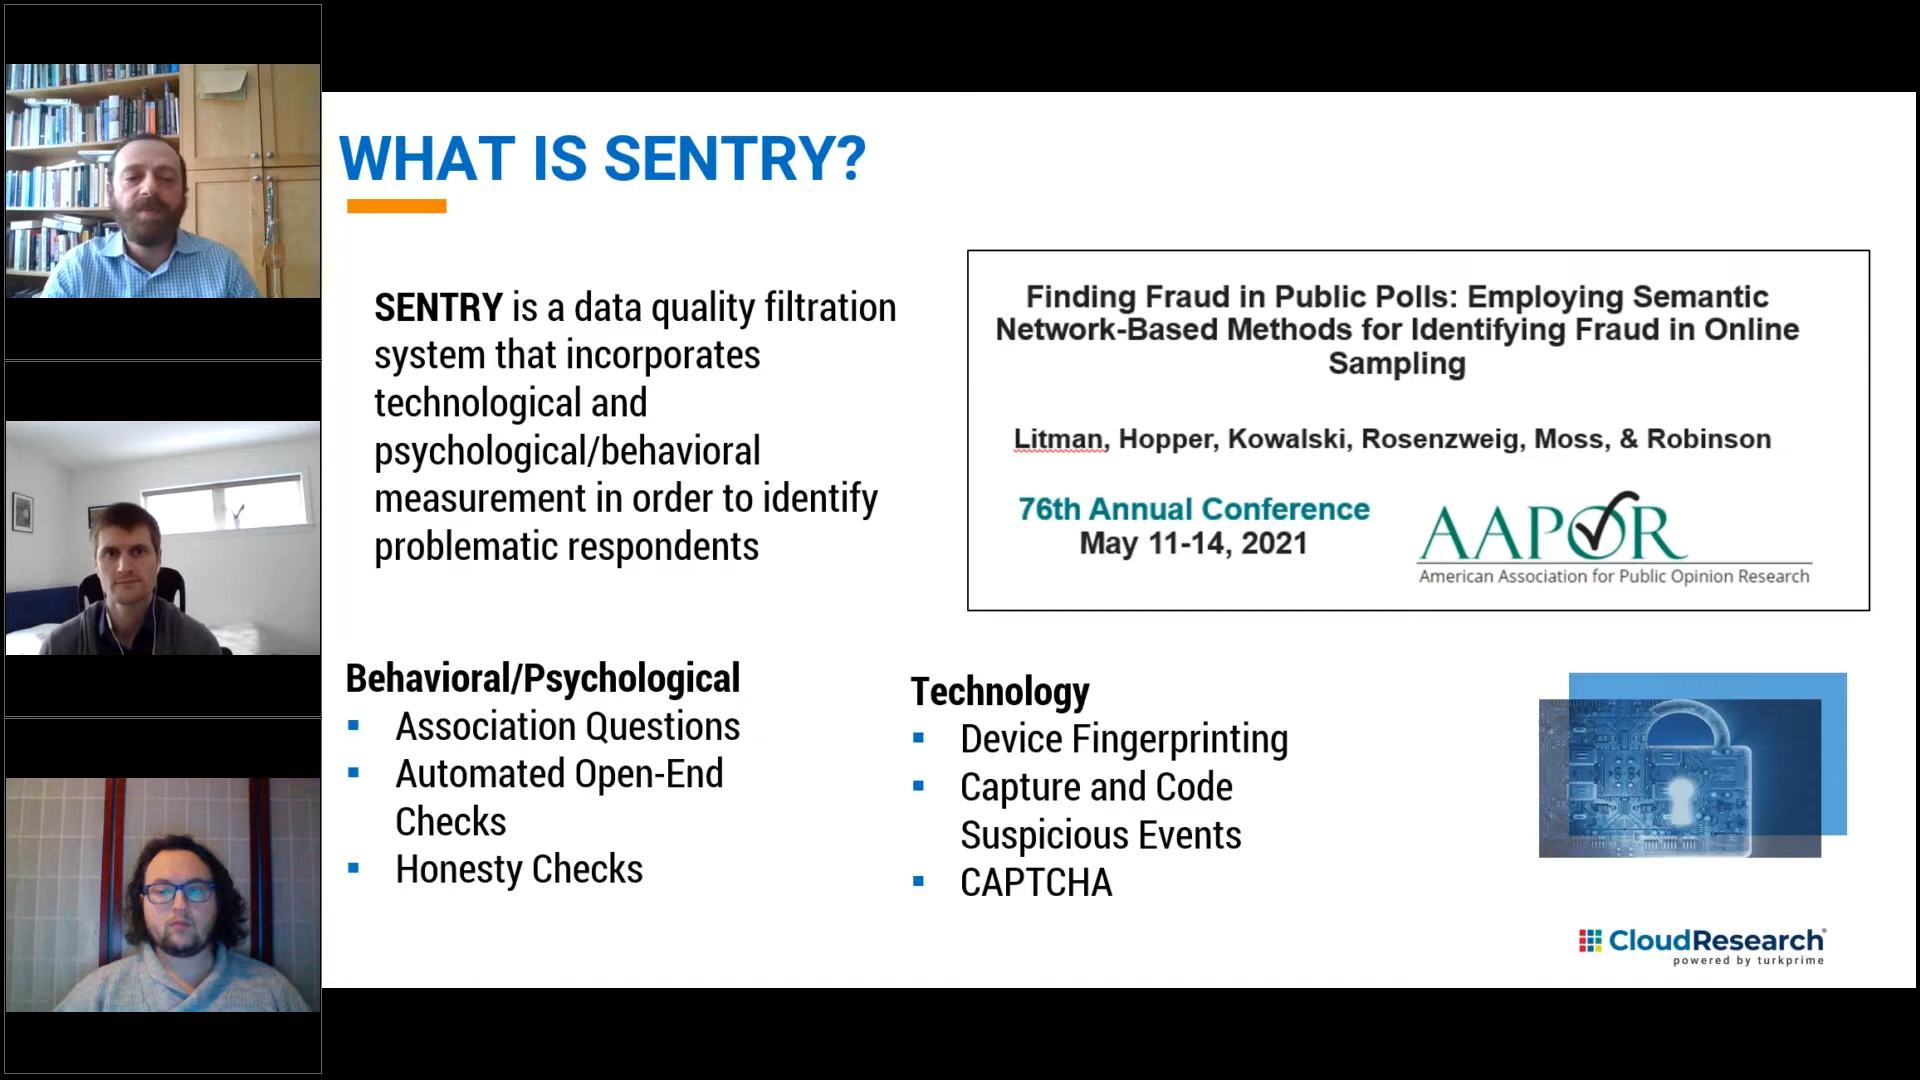 WHAT IS SENTRY?
SENTRY is a data quality filtration
system that incorporates
technological and
psychological/behavioral
measurement in order to identify
problematic respondents
Finding Fraud in Public Polls: Employing Semantic
Network-Based Methods for Identifying Fraud in Online
Sampling
Litman, Hopper, Kowalski, Rosenzweig, Moss, & Robinson
76th Annual Conference
May 11-14, 2021
AAPOR
American Association for Public Opinion Research
Behavioral/Psychological
▪ Association Questions
▪ Automated Open-End
Checks
▪ Honesty Checks
Technology
▪ Device Fingerprinting
▪ Capture and Code
Suspicious Events
▪ CAPTCHA
CloudResearch®
powered by turkprime